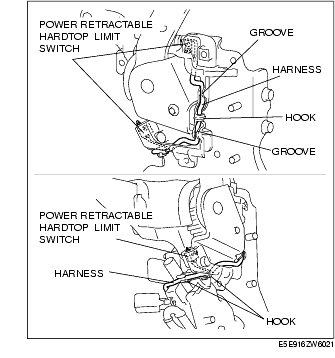 POWER RETRACTABLE
HARDTOP LIMIT
SWITCH
GROOVE
HARNESS
HOOK
GROOVE
POWER RETRACTABLE
HARDTOP LIMIT
SWITCH
HARNESS
HOOK
E5E916ZW6021